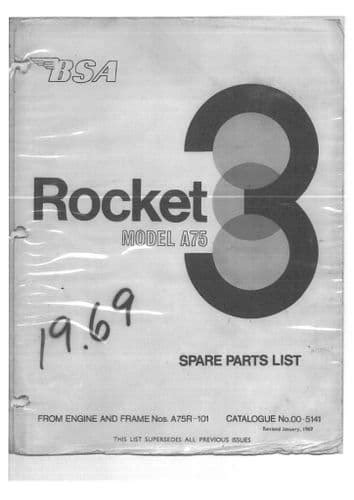 BSA
Rocket 3
MODEL A75
19.69
SPARE PARTS LIST
FROM ENGINE AND FRAME Nos. A75R-101 CATALOGUE No.00-5141
Revised January, 1969
THIS LIST SUPERSEDES ALL PREVIOUS ISSUES